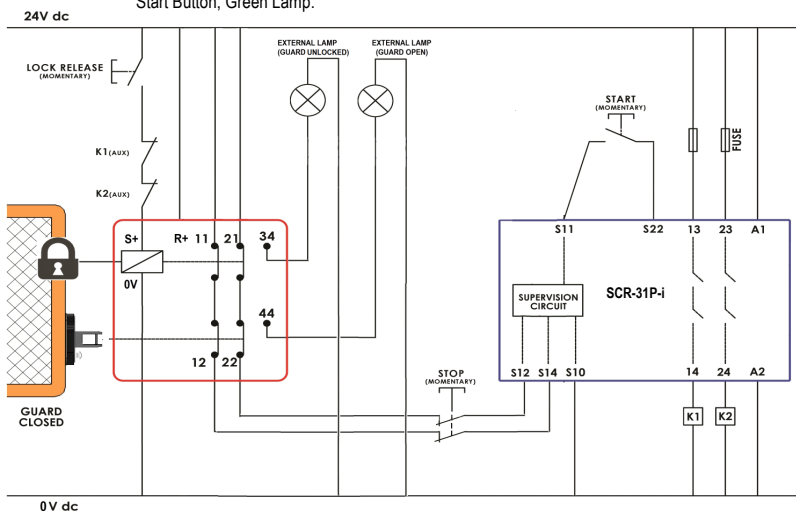 Start Button, Green Lamp.
24V dc
LOCK RELEASE
(MOMENTARY)
EXTERNAL LAMP
(GUARD UNLOCKED)
EXTERNAL LAMP
(GUARD OPEN)
START
(MOMENTARY)
FUSE
K1(AUX)
K2(AUX)
S+ R+ 11 21 34
0V
44
12 22
GUARD
CLOSED
STOP
(MOMENTARY)
S11 S22 13 23 A1
SUPERVISION
CIRCUIT
SCR-31P-i
S12 S14 S10 14 24 A2
K1 K2
0V dc